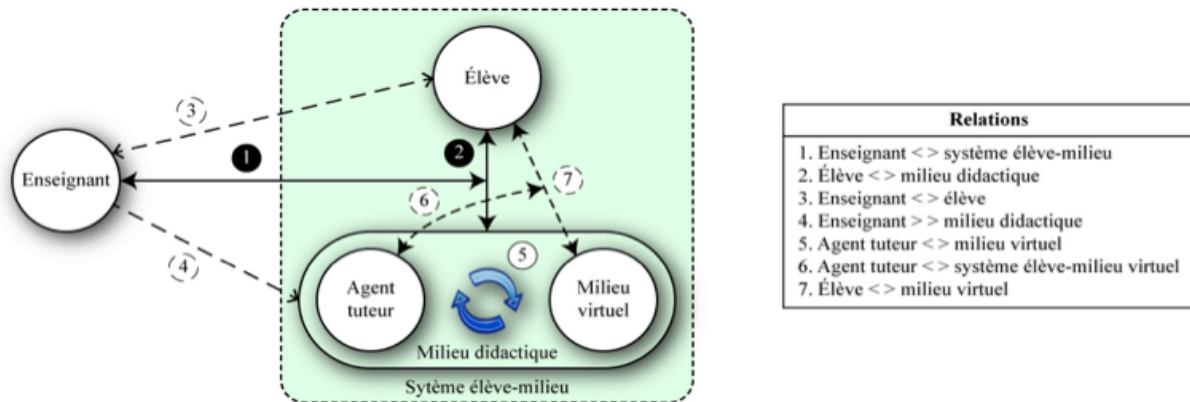 Élève
3
1
2
Enseignant
7
6
4
5
Agent
tuteur
Milieu
virtuel
Milieu didactique
Sytème élève-milieu
Relations
1. Enseignant < > système élève-milieu
2. Élève < > milieu didactique
3. Enseignant < > élève
4. Enseignant > > milieu didactique
5. Agent tuteur < > milieu virtuel
6. Agent tuteur < > système élève-milieu virtuel
7. Élève < > milieu virtuel